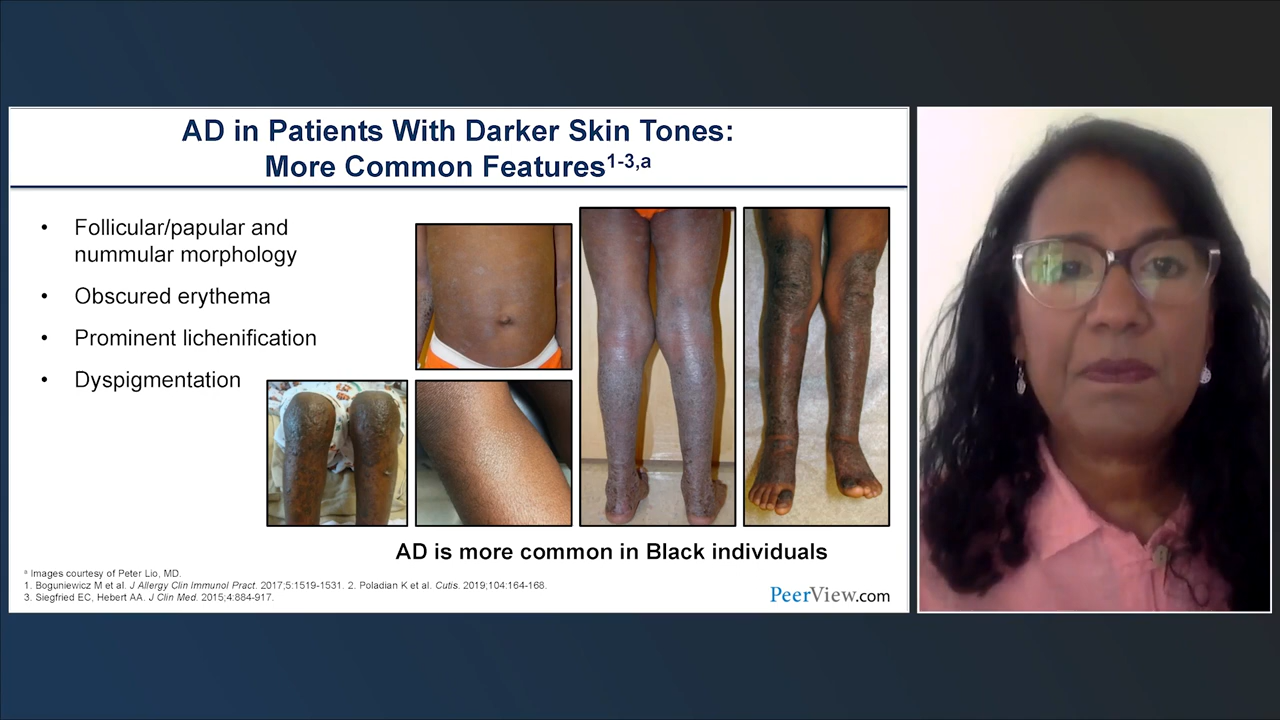 AD in Patients With Darker Skin Tones:
More Common Features1-3,a
• Follicular/papular and
nummular morphology
• Obscured erythema
• Prominent lichenification
• Dyspigmentation
AD is more common in Black individuals
a Images courtesy of Peter Lio, MD.
1. Boguniewicz M et al. J Allergy Clin Immunol Pract. 2017;5:1519-1531. 2. Poladian K et al. Cutis. 2019;104:164-168.
3. Siegfried EC, Hebert AA. J Clin Med. 2015;4:884-917.
PeerView.com